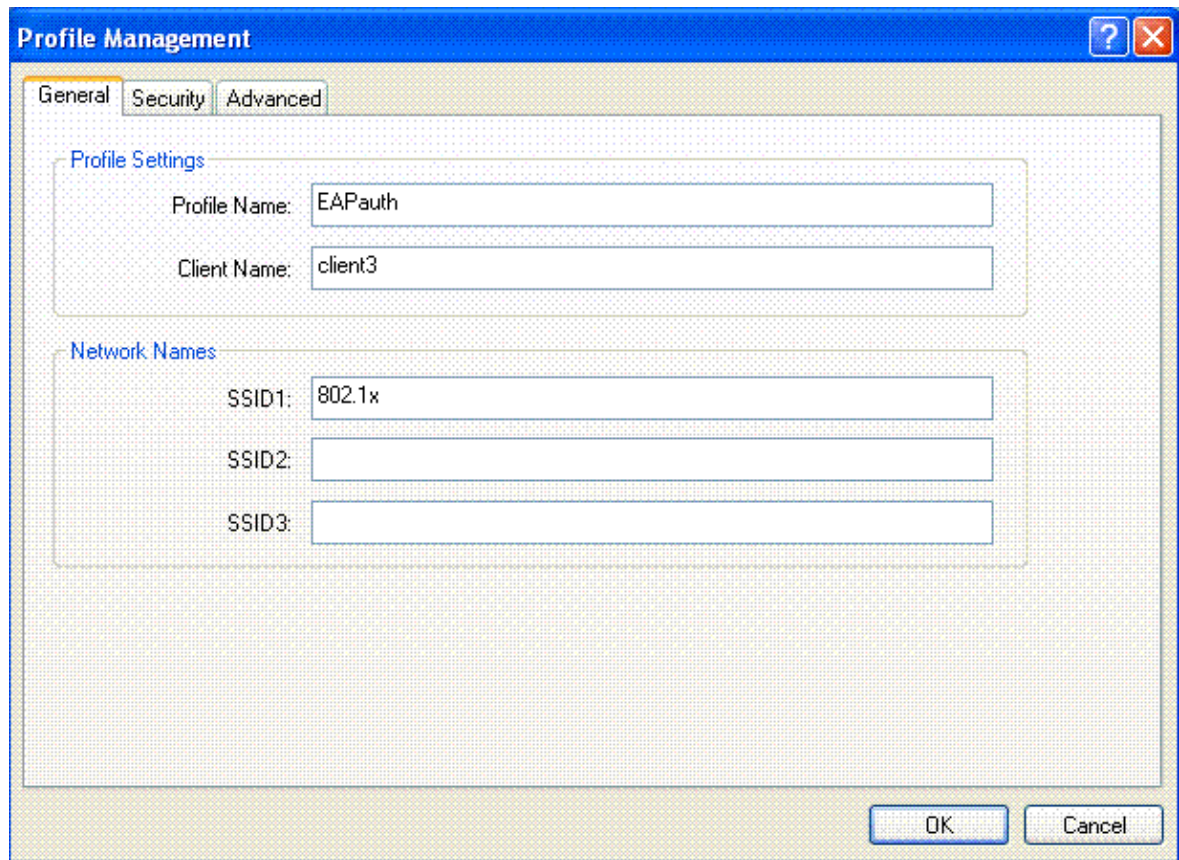 Profile Management
?
General Security Advanced
Profile Settings
Profile Name: EAPauth
Client Name: client3
Network Names
SSID1: 802.1x
SSID2:
SSID3:
OK Cancel